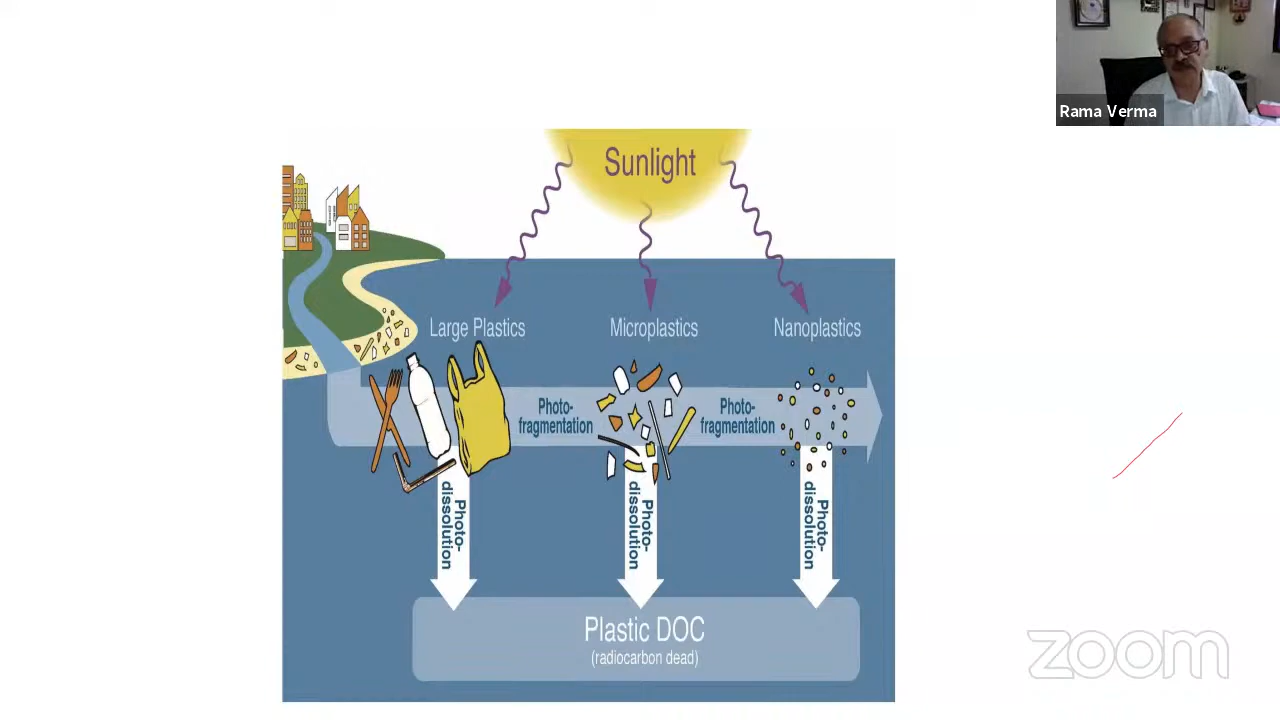 Rama Verma
Sunlight
Large Plastics
Microplastics
Nanoplastics
Photo-
fragmentation
Photo-
fragmentation
Photo-
dissolution
Photo-
dissolution
Photo-
dissolution
Plastic DOC
(radiocarbon dead)
zoom